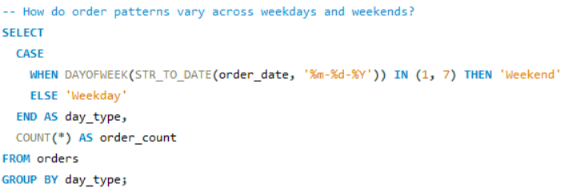 -- How do order patterns vary across weekdays and weekends?
SELECT
  CASE
    WHEN DAYOFWEEK(STR_TO_DATE(order_date, '%m-%d-%Y')) IN (1, 7) THEN 'Weekend'
    ELSE 'Weekday'
  END AS day_type,
  COUNT(*) AS order_count
FROM orders
GROUP BY day_type;